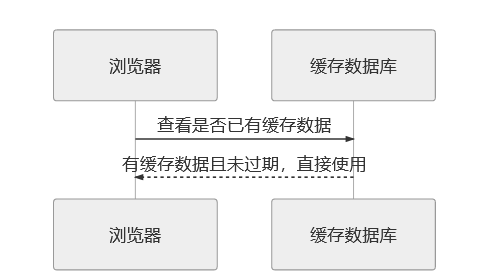 浏览器
缓存数据库
查看是否已有缓存数据
有缓存数据且未过期，直接使用
浏览器
缓存数据库